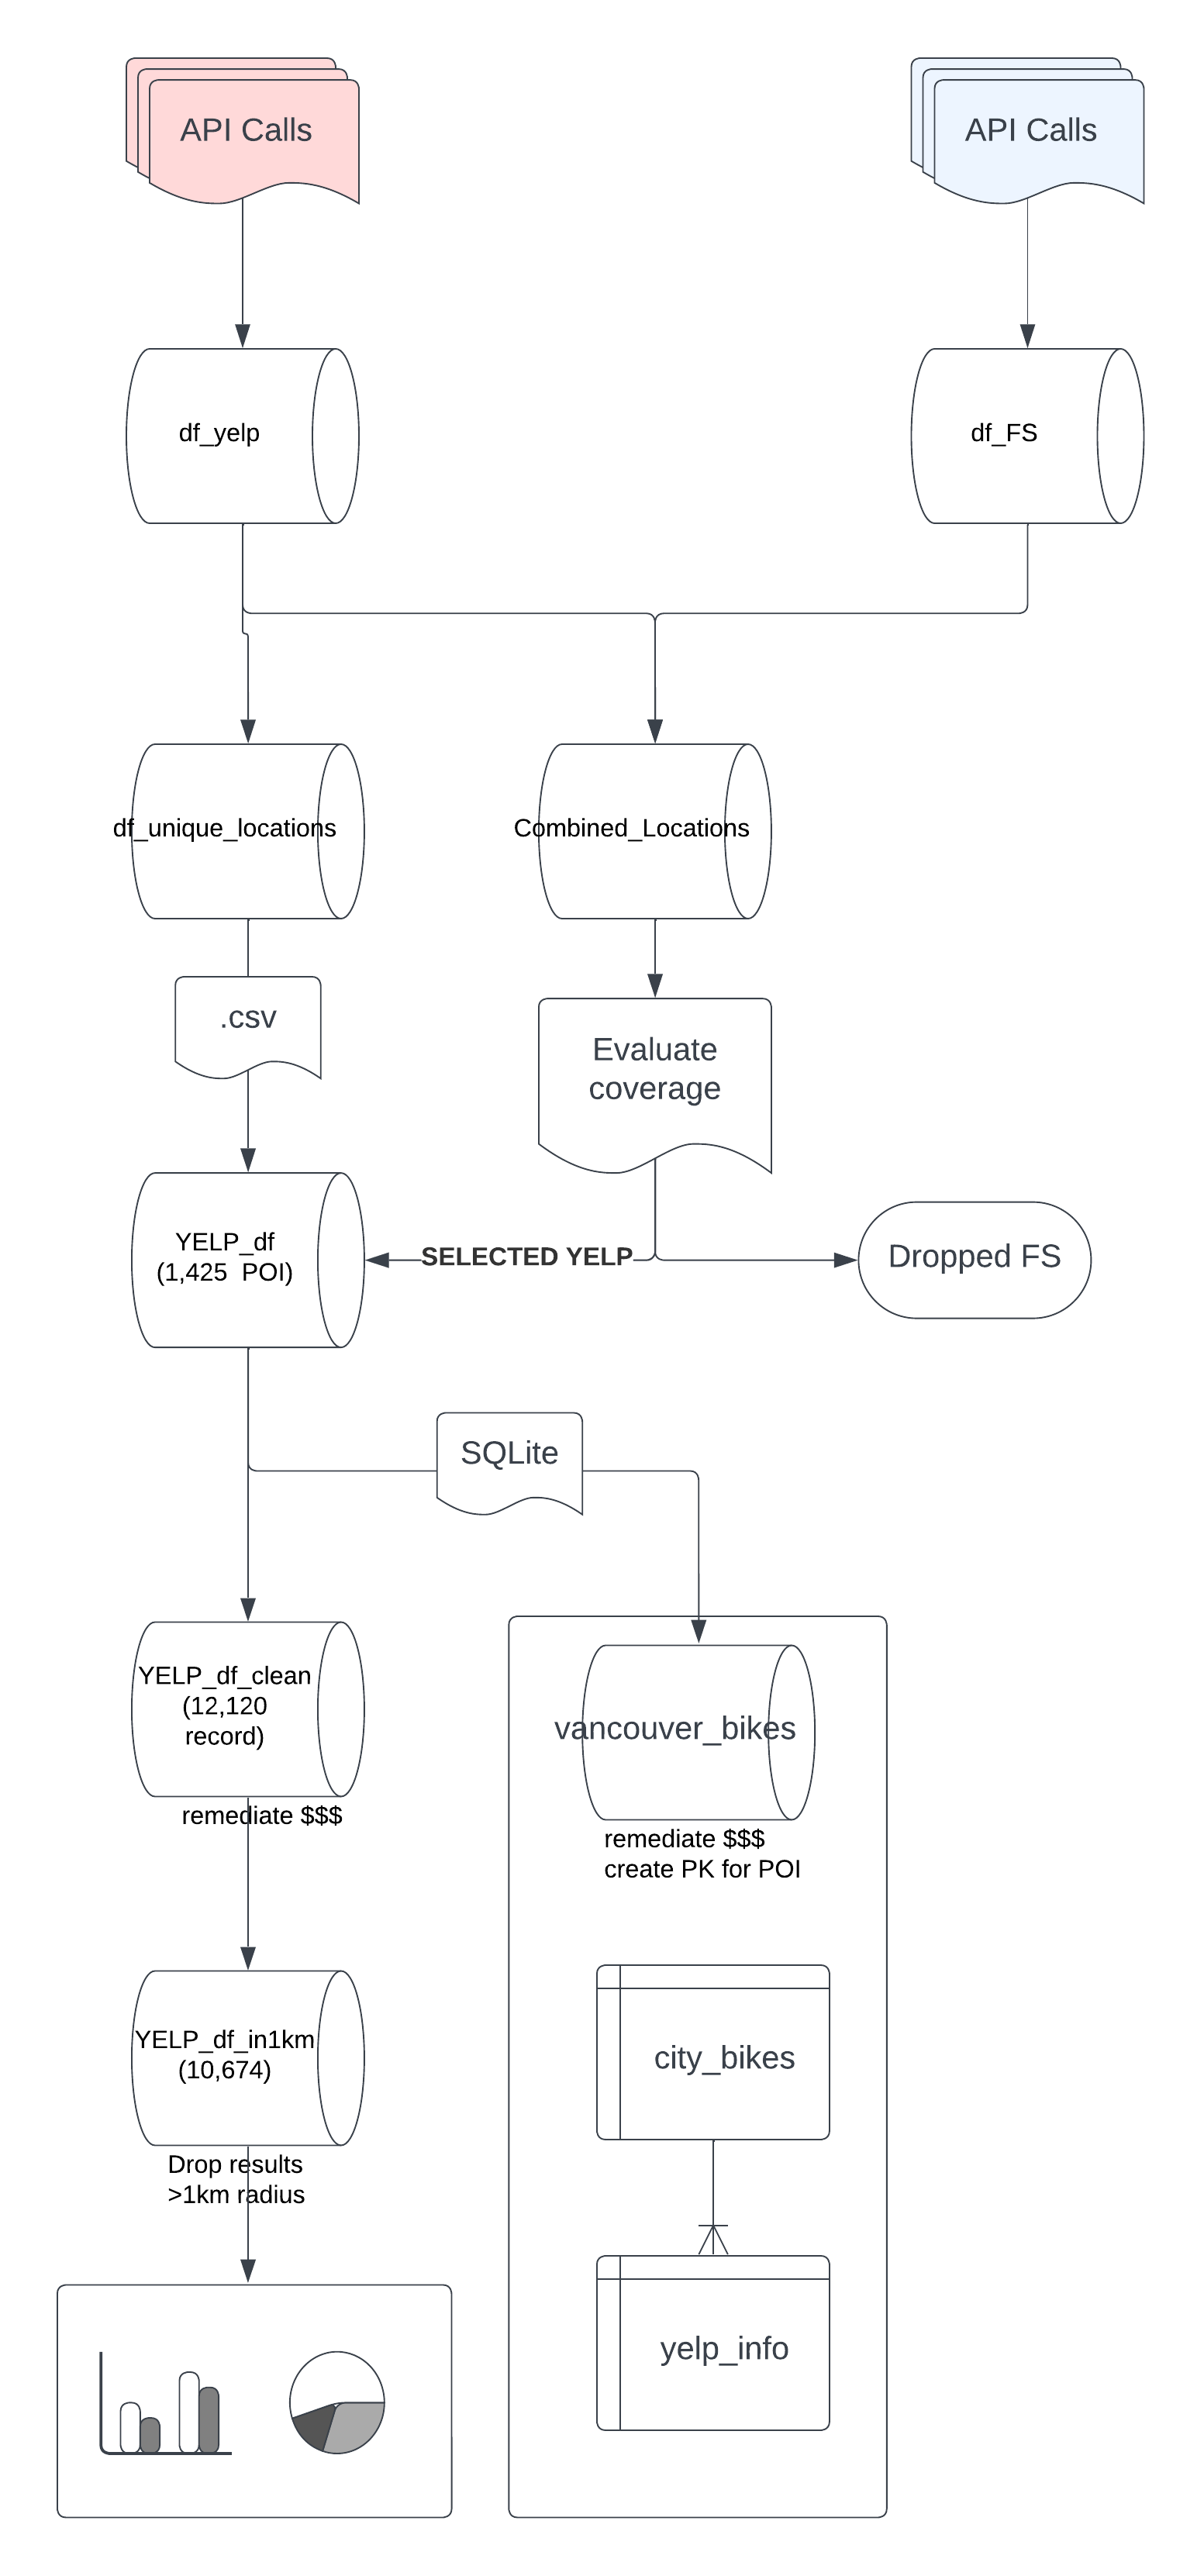 API Calls
API Calls
df_yelp
df_FS
df_unique_locations
Combined_Locations
.csv
Evaluate
coverage
YELP_df
(1,425  POI)
SELECTED YELP
Dropped FS
SQLite
YELP_df_clean
(12,120
record)
remediate $$$
vancouver_bikes
remediate $$$
create PK for POI
YELP_df_in1km
(10,674)
Drop results
>1km radius
city_bikes
yelp_info